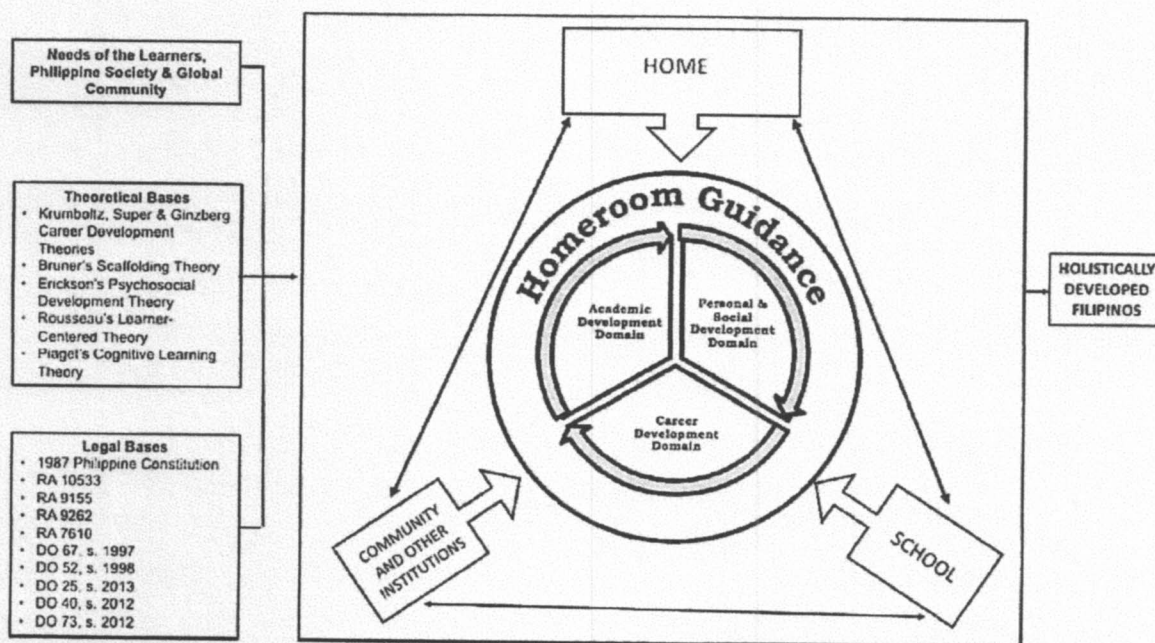 Needs of the Learners,
Philippine Society & Global
Community
Theoretical Bases
• Krumboltz, Super & Ginzberg
Career Development
Theories
• Bruner's Scaffolding Theory
• Erickson's Psychosocial
Development Theory
• Rousseau's Learner-
Centered Theory
• Piaget's Cognitive Learning
Theory
Legal Bases
• 1987 Philippine Constitution
• RA 10533
• RA 9155
• RA 9262
• RA 7610
• DO 67, s. 1997
• DO 52, s. 1998
• DO 25, s. 2013
• DO 40, s. 2012
• DO 73, s. 2012
HOME
Homeroom Guidance
Academic
Development
Domain
Personal &
Social
Development
Domain
Career
Development
Domain
COMMUNITY
AND OTHER
INSTITUTIONS
SCHOOL
HOLISTICALLY
DEVELOPED
FILIPINOS